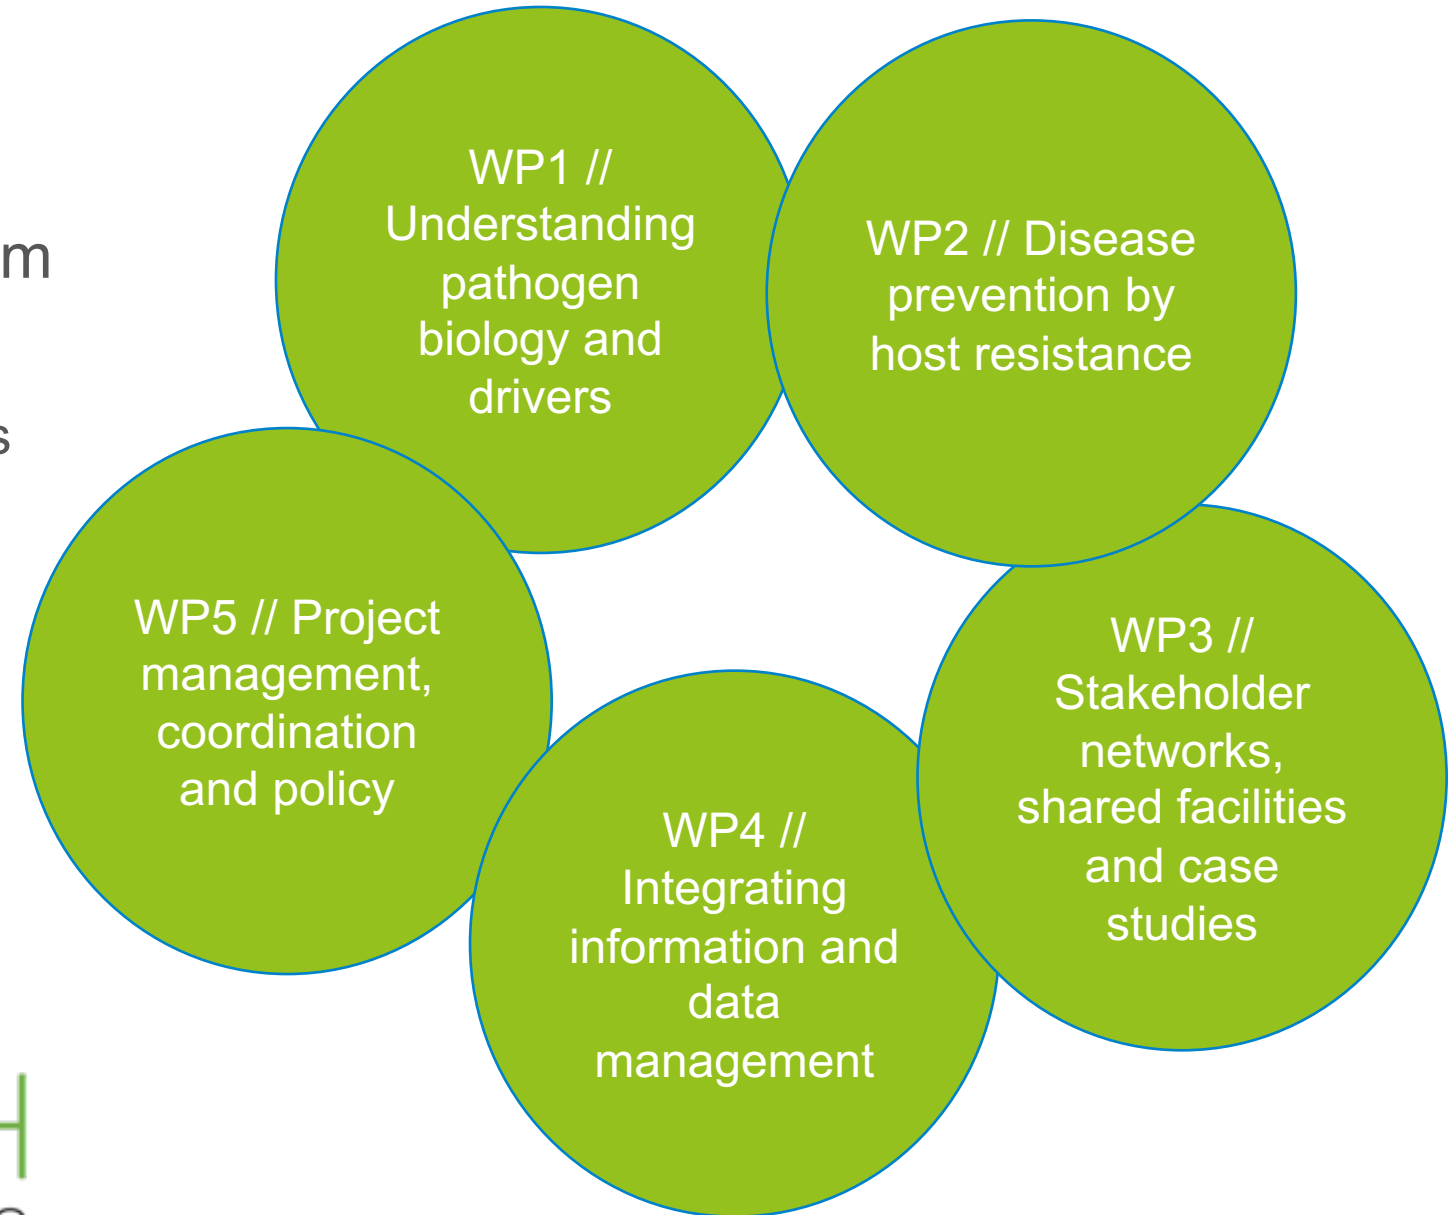 WP1 //
Understanding
pathogen
biology and
drivers
WP2 // Disease
prevention by
host resistance
WP3 //
Stakeholder
networks,
shared facilities
and case
studies
WP4 //
Integrating
information and
data
management
WP5 // Project
management,
coordination
and policy
m
s
H